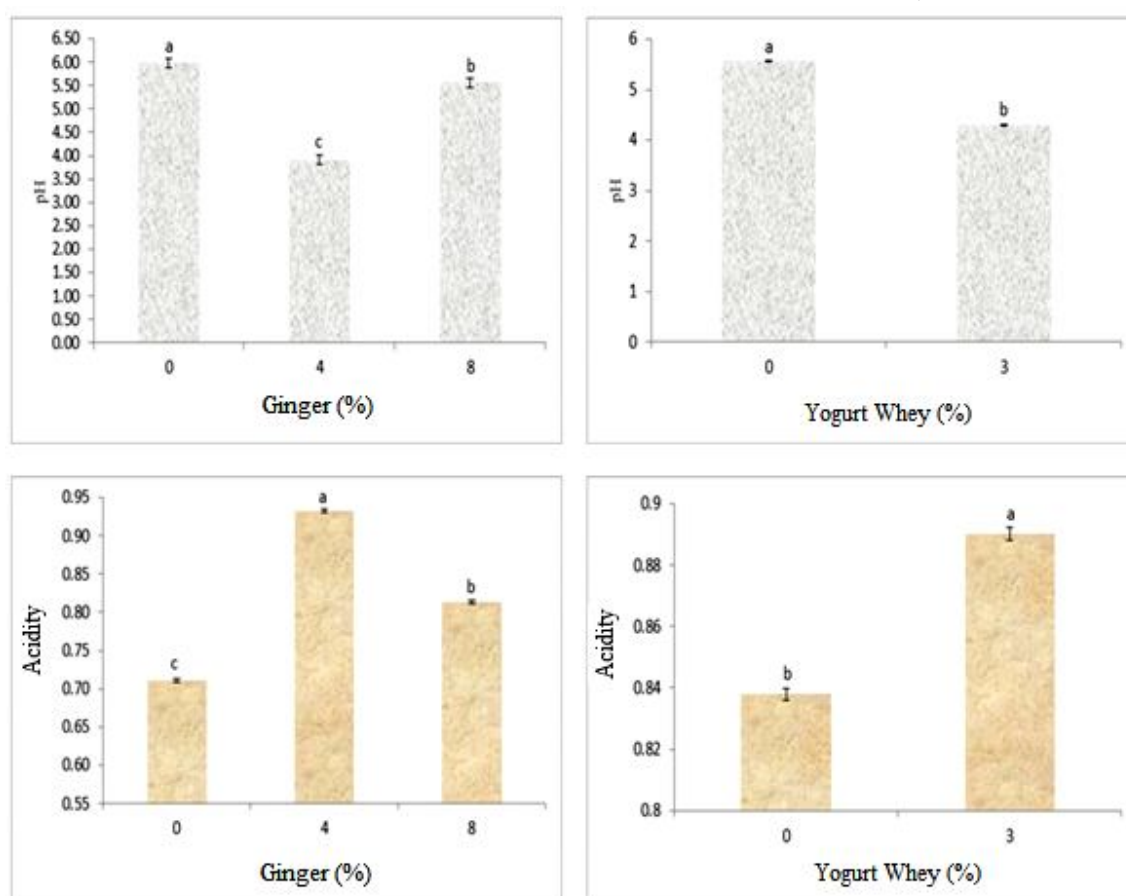 6.50
6.00
5.50
5.00
4.50
4.00
3.50
3.00
2.50
2.00
1.50
1.00
0.50
0.00
pH
a
c
b
0 4 8
Ginger (%)
6
5
4
3
2
1
0
pH
a
b
0 3
Yogurt Whey (%)
0.95
0.90
0.85
0.80
0.75
0.70
0.65
0.60
0.55
Acidity
c
a
b
0 4 8
Ginger (%)
0.9
0.88
0.86
0.84
0.82
0.8
Acidity
b
a
0 3
Yogurt Whey (%)